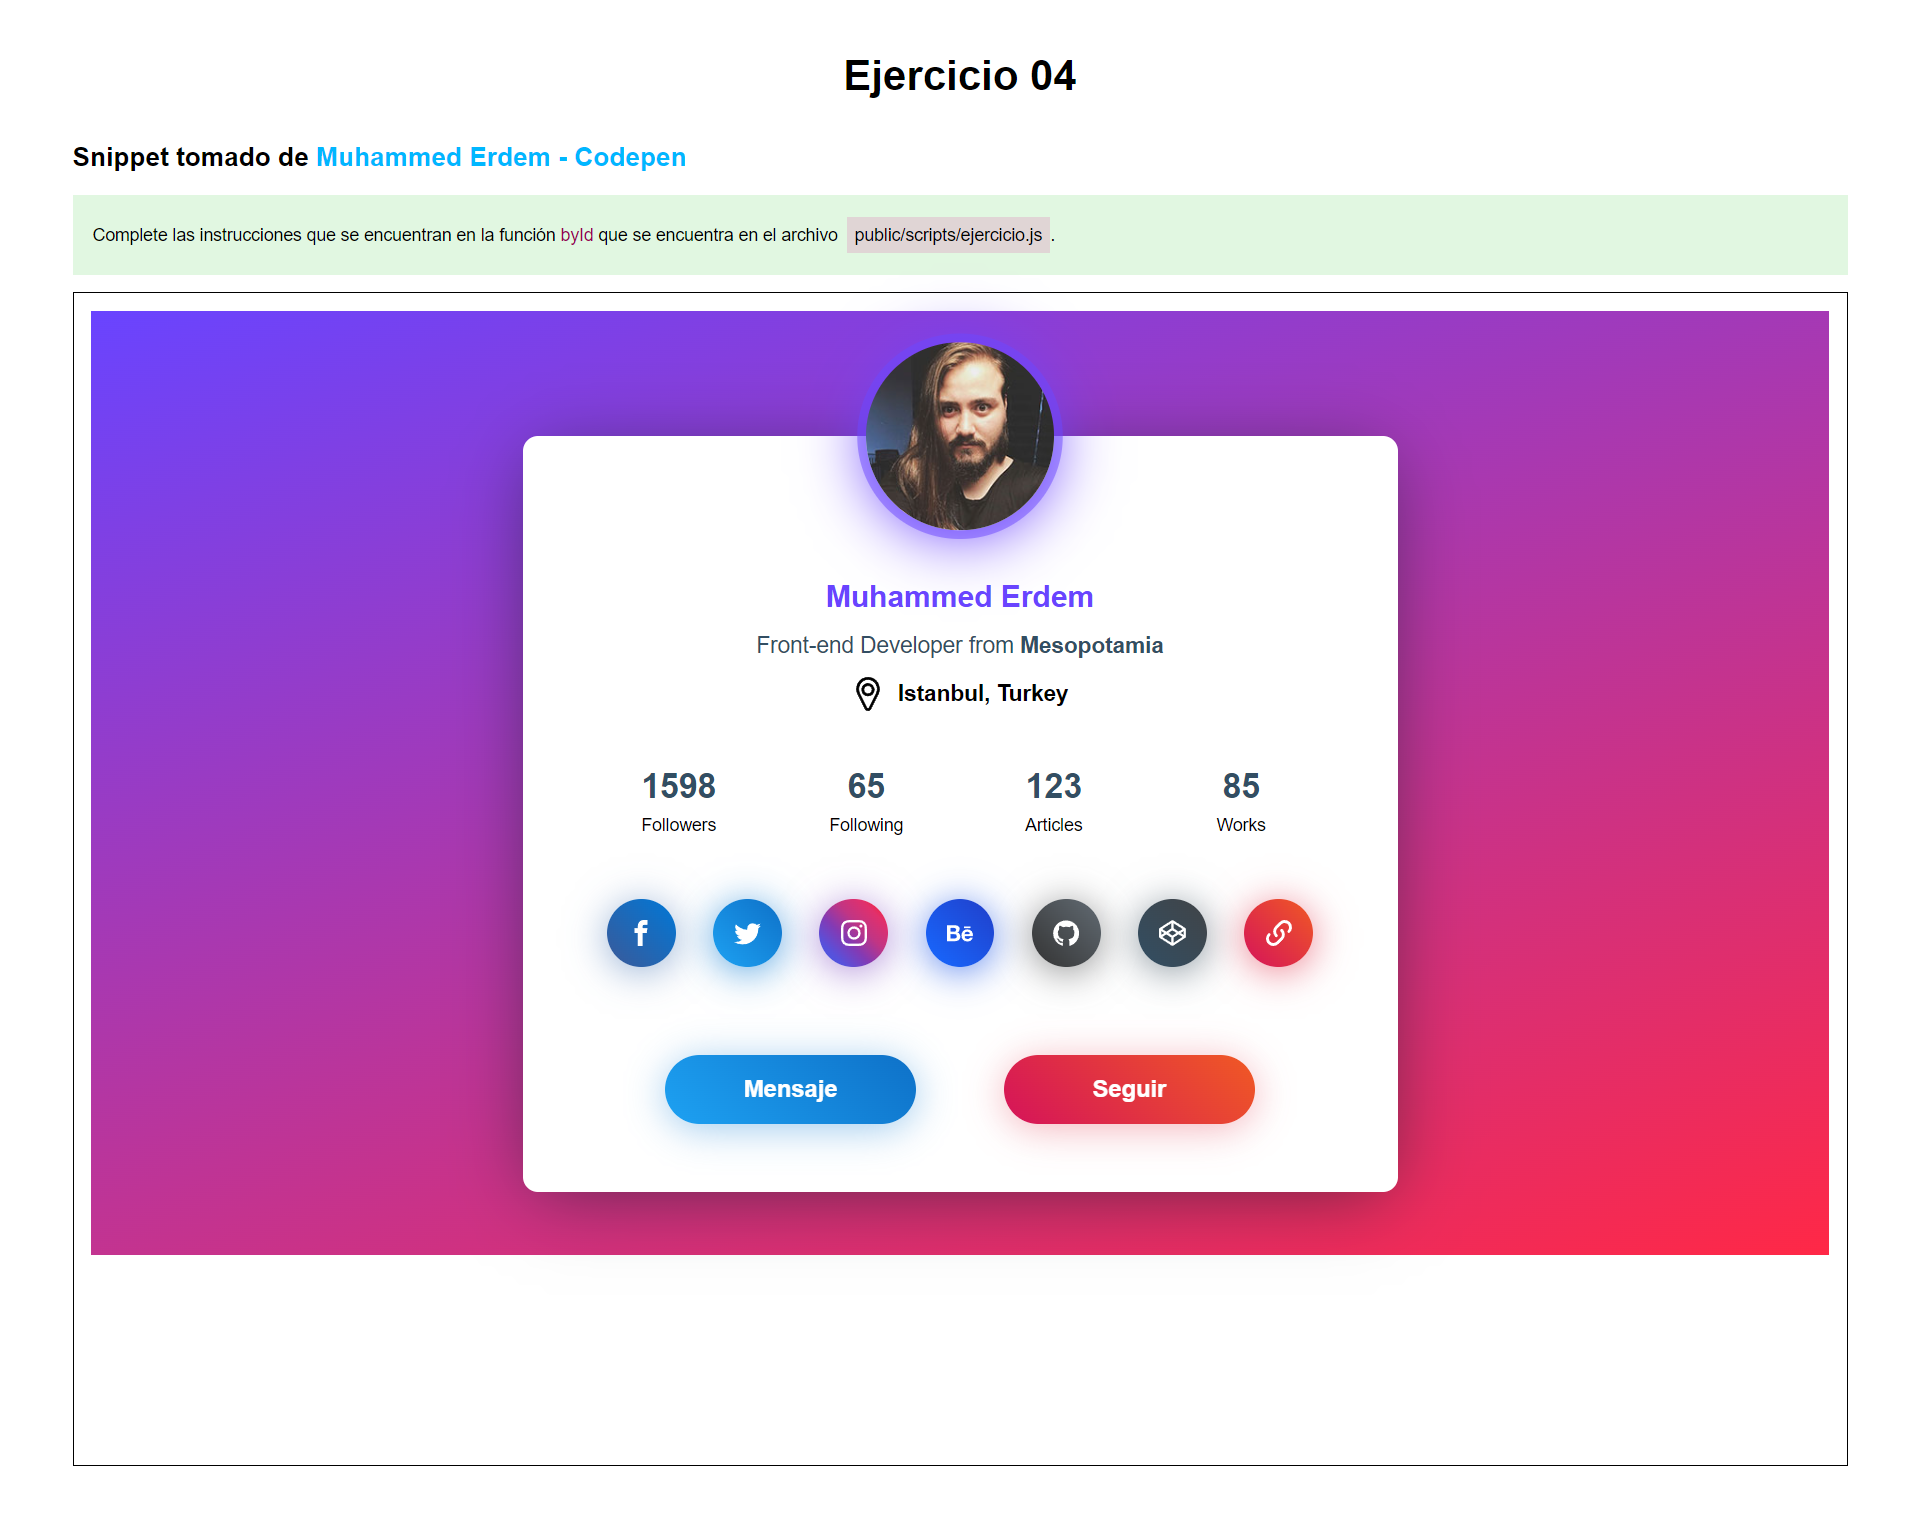 Ejercicio 04
Snippet tomado de Muhammed Erdem - Codepen
Complete las instrucciones que se encuentran en la función byId que se encuentra en el archivo public/scripts/ejercicio.js.
Muhammed Erdem
Front-end Developer from Mesopotamia
Istanbul, Turkey
1598 65 123 85
Followers Following Articles Works
Bē
Mensaje Seguir